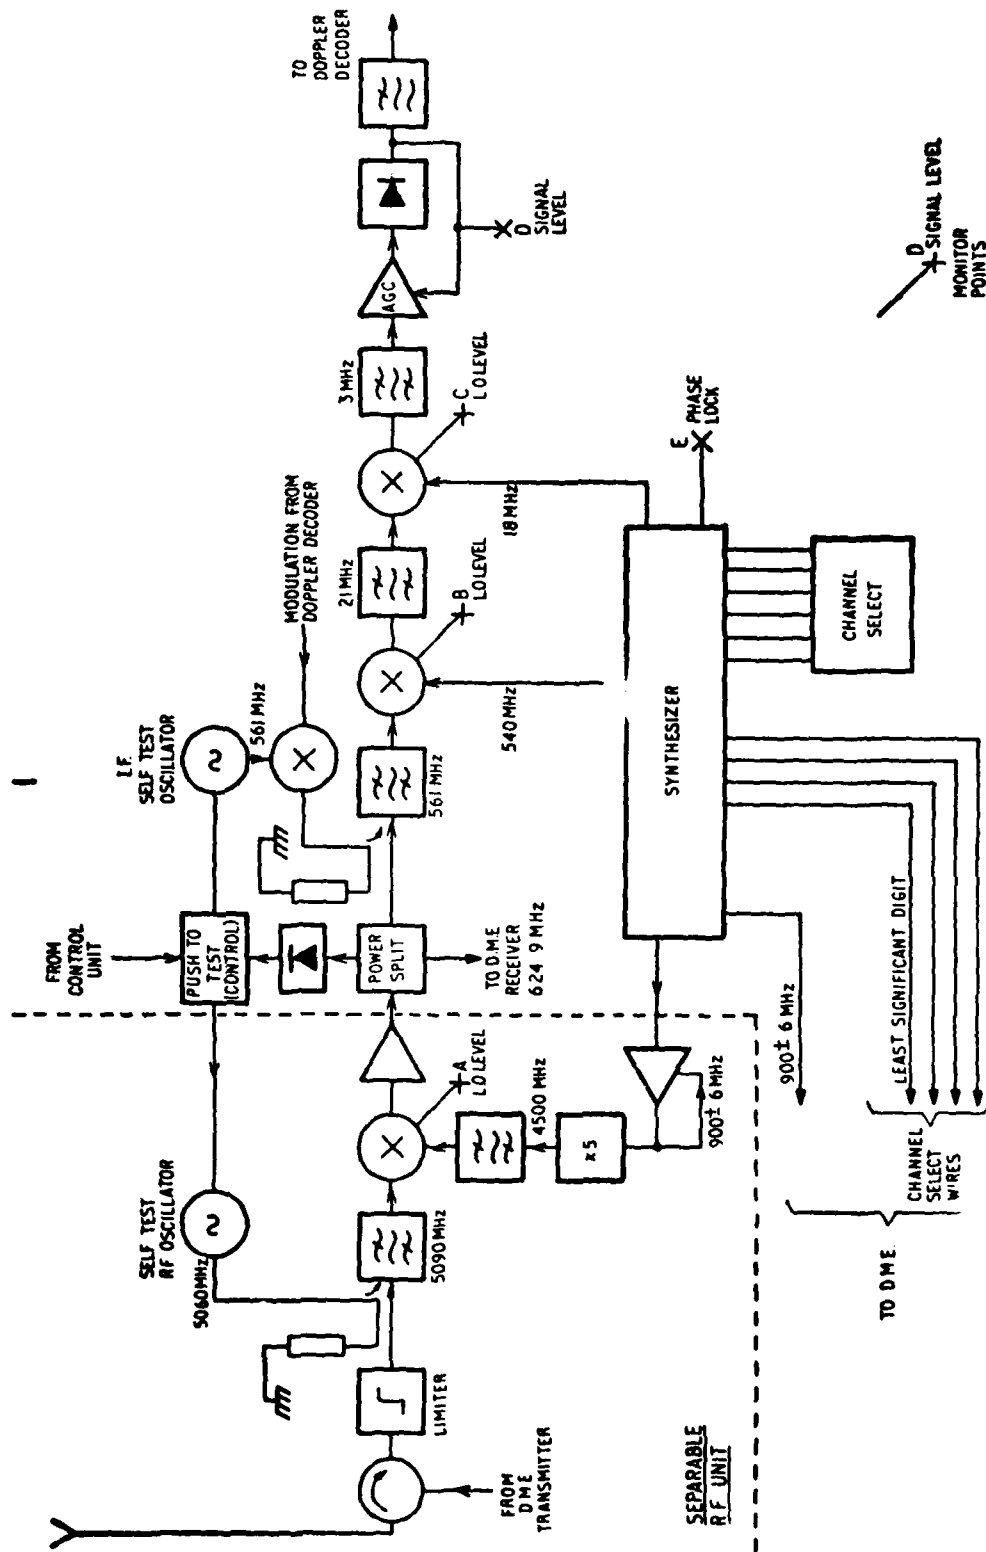 TO
DOPPLER
DECODER
D
SIGNAL
LEVEL
AGC
3 MHz
C
LO LEVEL
MODULATION FROM
DOPPLER DECODER
21 MHz
18 MHz
B
LO LEVEL
I.F.
SELF TEST
OSCILLATOR
561 MHz
561 MHz
540 MHz
FROM
CONTROL
UNIT
PUSH TO
TEST
(CONTROL)
POWER
SPLIT
TO D.M.E
RECEIVER
624 9 MHz
A
LO LEVEL
SELF TEST
RF OSCILLATOR
5060 MHz
5090 MHz
4500 MHz
x 5
900 ± 6 MHz
LIMITER
FROM
DME
TRANSMITTER
SEPARABLE
RF UNIT
SYNTHESIZER
E
PHASE
LOCK
CHANNEL
SELECT
900 ± 6 MHz
LEAST SIGNIFICANT DIGIT
CHANNEL
SELECT
WIRES
TO D M E
D
SIGNAL LEVEL
MONITOR
POINTS